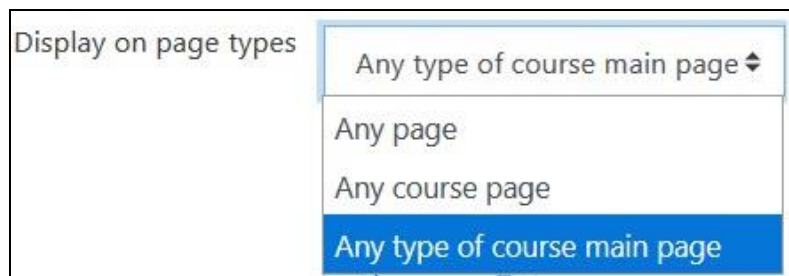 Display on page types
Any type of course main page
Any page
Any course page
Any type of course main page